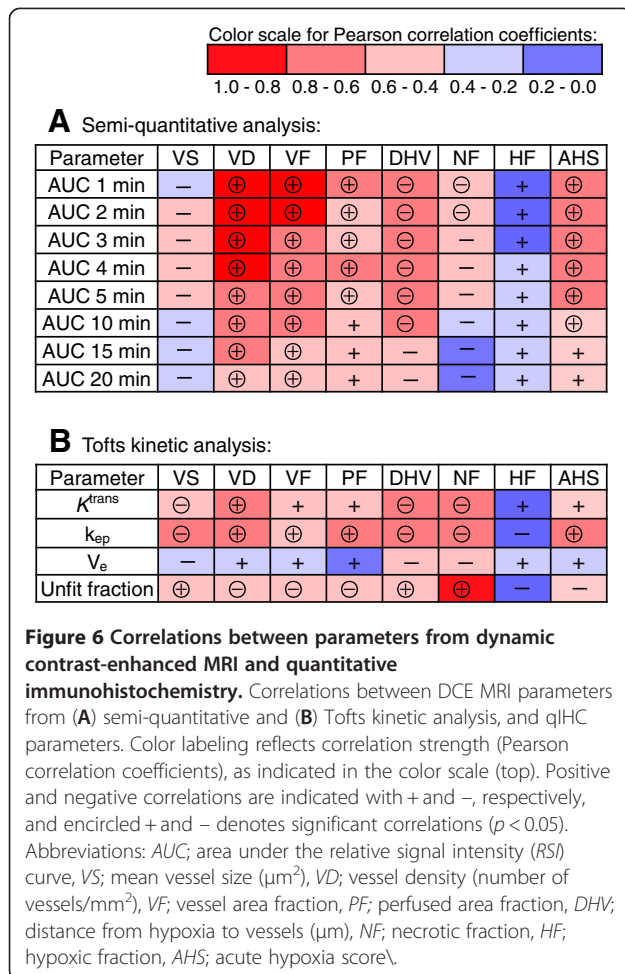 Color scale for Pearson correlation coefficients:
1.0 - 0.8 0.8 - 0.6 0.6 - 0.4 0.4 - 0.2 0.2 - 0.0
A Semi-quantitative analysis:
Parameter VS VD VF PF DHV NF HF AHS
AUC 1 min − ⊕ ⊕ ⊕ ⊖ ⊖ + ⊕
AUC 2 min − ⊕ ⊕ ⊕ ⊖ ⊖ + ⊕
AUC 3 min − ⊕ ⊕ ⊕ ⊖ − + ⊕
AUC 4 min − ⊕ ⊕ ⊕ ⊖ − + ⊕
AUC 5 min − ⊕ ⊕ ⊕ ⊖ − + ⊕
AUC 10 min − ⊕ ⊕ + ⊖ − + ⊕
AUC 15 min − ⊕ ⊕ + − − + +
AUC 20 min − ⊕ ⊕ + − − + +
B Tofts kinetic analysis:
Parameter VS VD VF PF DHV NF HF AHS
K^trans ⊖ ⊕ + + ⊖ ⊖ + +
k_ep ⊖ ⊕ ⊕ ⊕ ⊖ ⊖ − ⊕
V_e − + + + − − + +
Unfit fraction ⊕ ⊖ ⊖ ⊖ ⊕ ⊕ − −
Figure 6 Correlations between parameters from dynamic
contrast-enhanced MRI and quantitative
immunohistochemistry. Correlations between DCE MRI parameters
from (A) semi-quantitative and (B) Tofts kinetic analysis, and qIHC
parameters. Color labeling reflects correlation strength (Pearson
correlation coefficients), as indicated in the color scale (top). Positive
and negative correlations are indicated with + and −, respectively,
and encircled + and − denotes significant correlations (p < 0.05).
Abbreviations: AUC; area under the relative signal intensity (RSI)
curve, VS; mean vessel size (μm²), VD; vessel density (number of
vessels/mm²), VF; vessel area fraction, PF; perfused area fraction, DHV;
distance from hypoxia to vessels (μm), NF; necrotic fraction, HF;
hypoxic fraction, AHS; acute hypoxia score\.